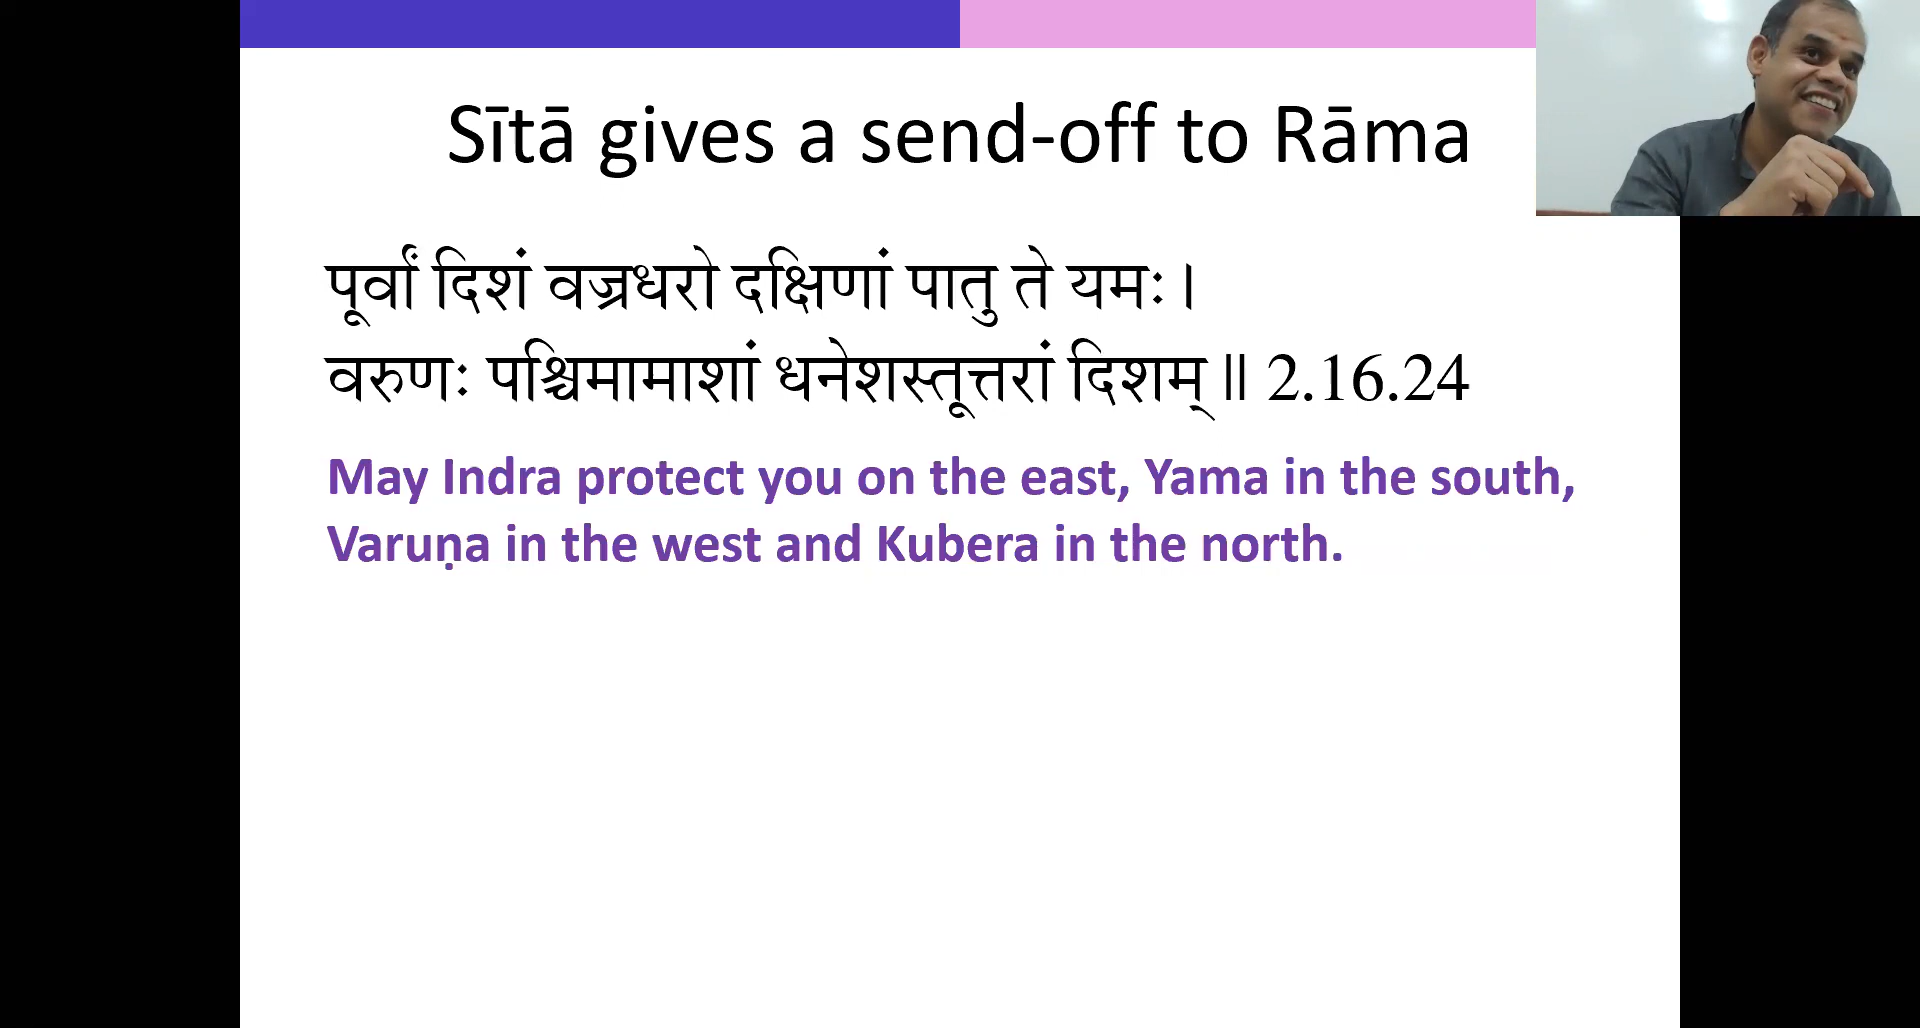 Sītā gives a send-off to Rāma
पूर्वां दिशं वज्रधरो दक्षिणां पातु ते यमः ।
वरुणः पश्चिमामाशां धनेशस्तूत्तरां दिशम् ॥ 2.16.24
May Indra protect you on the east, Yama in the south,
Varuṇa in the west and Kubera in the north.